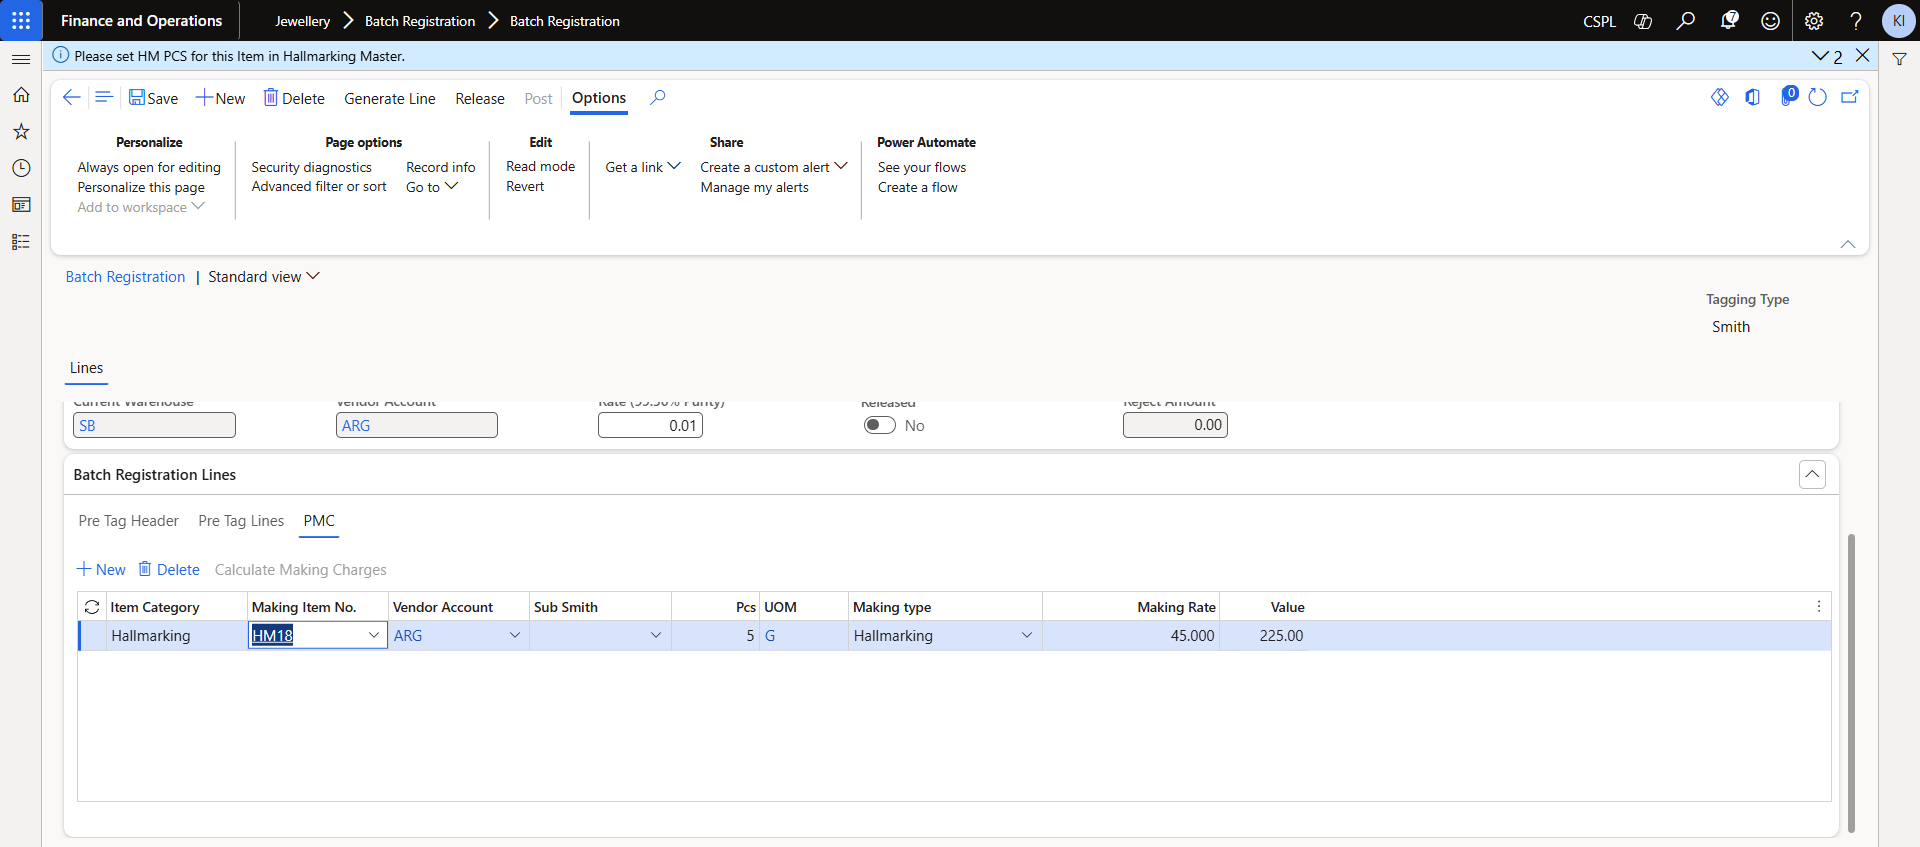 Finance and Operations
Jewellery
Batch Registration
Batch Registration
CSPL
7
KI
Please set HM PCS for this Item in Hallmarking Master.
2
Save
New
Delete
Generate Line
Release
Post
Options
0
Personalize
Always open for editing
Personalize this page
Add to workspace
Page options
Security diagnostics
Advanced filter or sort
Record info
Go to
Edit
Read mode
Revert
Share
Get a link
Create a custom alert
Manage my alerts
Power Automate
See your flows
Create a flow
Batch Registration | Standard view
Tagging Type
Smith
Lines
Current Warehouse
SB
Vendor Account
ARG
Rate (99.50% Purity)
0.01
Released
No
Reject Amount
0.00
Batch Registration Lines
Pre Tag Header Pre Tag Lines PMC
New Delete Calculate Making Charges
Item Category Making Item No. Vendor Account Sub Smith Pcs UOM Making type Making Rate Value
Hallmarking HM18 ARG 5 G Hallmarking 45.000 225.00